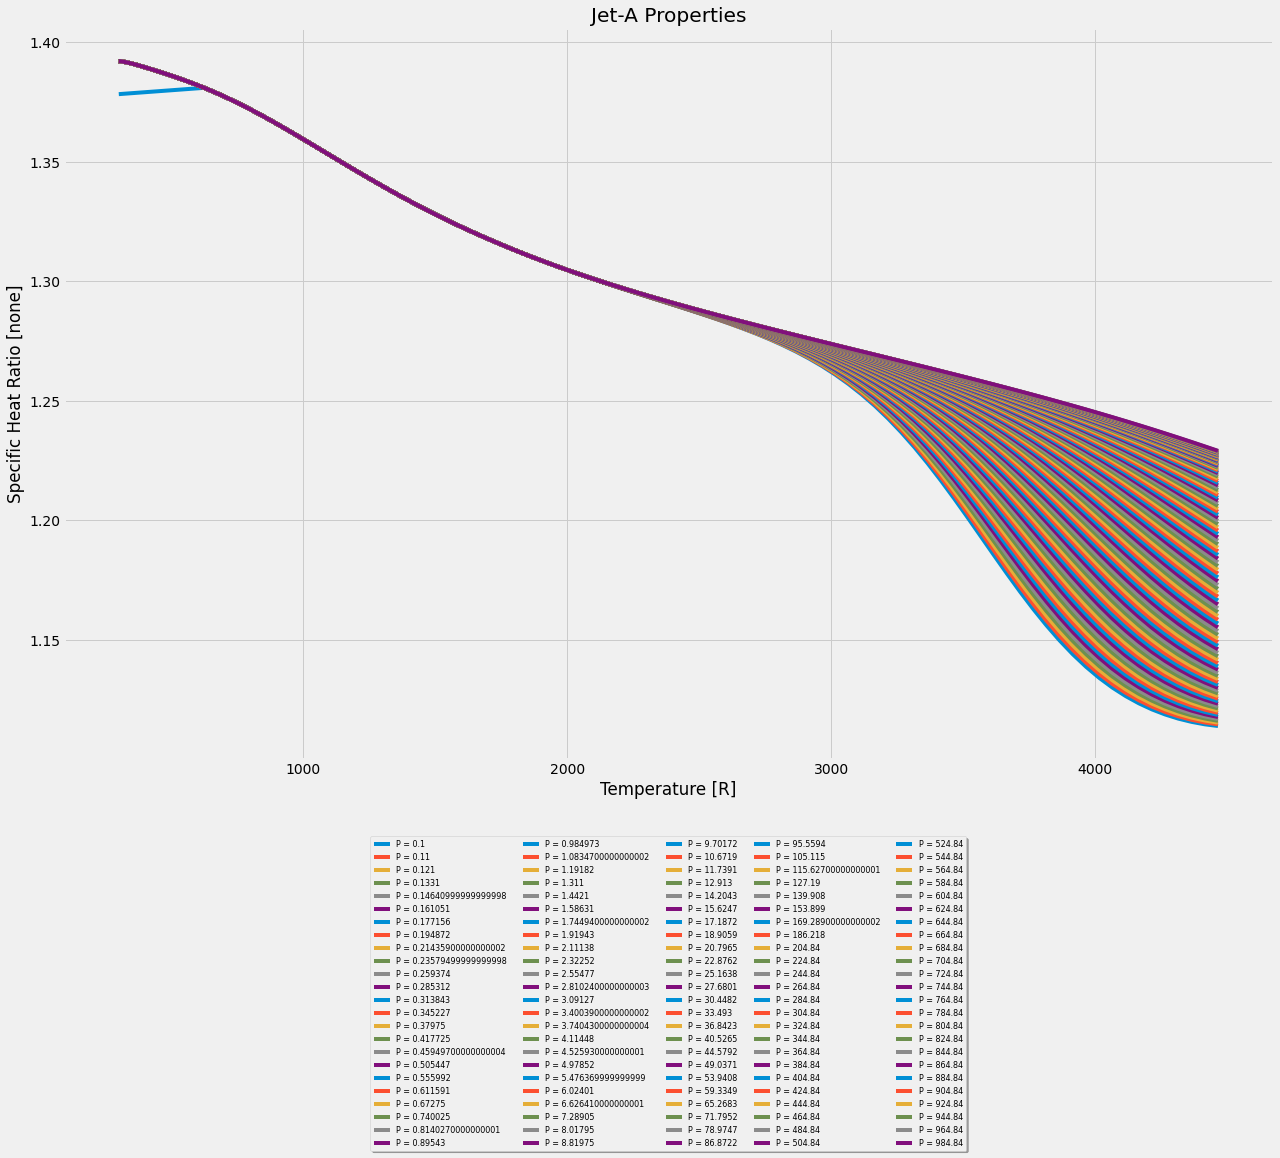 Jet-A Properties
1.40
1.35
1.30
1.25
1.20
1.15
Specific Heat Ratio [none]
1000 2000 3000 4000
Temperature [R]
P = 0.1 P = 0.984973 P = 9.70172 P = 95.5594 P = 524.84
P = 0.11 P = 1.0834700000000002 P = 10.6719 P = 105.115 P = 544.84
P = 0.121 P = 1.19182 P = 11.7391 P = 115.62700000000001 P = 564.84
P = 0.1331 P = 1.311 P = 12.913 P = 127.19 P = 584.84
P = 0.14640999999999998 P = 1.4421 P = 14.2043 P = 139.908 P = 604.84
P = 0.161051 P = 1.58631 P = 15.6247 P = 153.899 P = 624.84
P = 0.177156 P = 1.7449400000000002 P = 17.1872 P = 169.28900000000002 P = 644.84
P = 0.194872 P = 1.91943 P = 18.9059 P = 186.218 P = 664.84
P = 0.21435900000000002 P = 2.11138 P = 20.7965 P = 204.84 P = 684.84
P = 0.23579499999999998 P = 2.32252 P = 22.8762 P = 224.84 P = 704.84
P = 0.259374 P = 2.55477 P = 25.1638 P = 244.84 P = 724.84
P = 0.285312 P = 2.8102400000000003 P = 27.6801 P = 264.84 P = 744.84
P = 0.313843 P = 3.09127 P = 30.4482 P = 284.84 P = 764.84
P = 0.345227 P = 3.4003900000000002 P = 33.493 P = 304.84 P = 784.84
P = 0.37975 P = 3.7404300000000004 P = 36.8423 P = 324.84 P = 804.84
P = 0.417725 P = 4.11448 P = 40.5265 P = 344.84 P = 824.84
P = 0.45949700000000004 P = 4.525930000000001 P = 44.5792 P = 364.84 P = 844.84
P = 0.505447 P = 4.97852 P = 49.0371 P = 384.84 P = 864.84
P = 0.555992 P = 5.476369999999999 P = 53.9408 P = 404.84 P = 884.84
P = 0.611591 P = 6.02401 P = 59.3349 P = 424.84 P = 904.84
P = 0.67275 P = 6.626410000000001 P = 65.2683 P = 444.84 P = 924.84
P = 0.740025 P = 7.28905 P = 71.7952 P = 464.84 P = 944.84
P = 0.8140270000000001 P = 8.01795 P = 78.9747 P = 484.84 P = 964.84
P = 0.89543 P = 8.81975 P = 86.8722 P = 504.84 P = 984.84